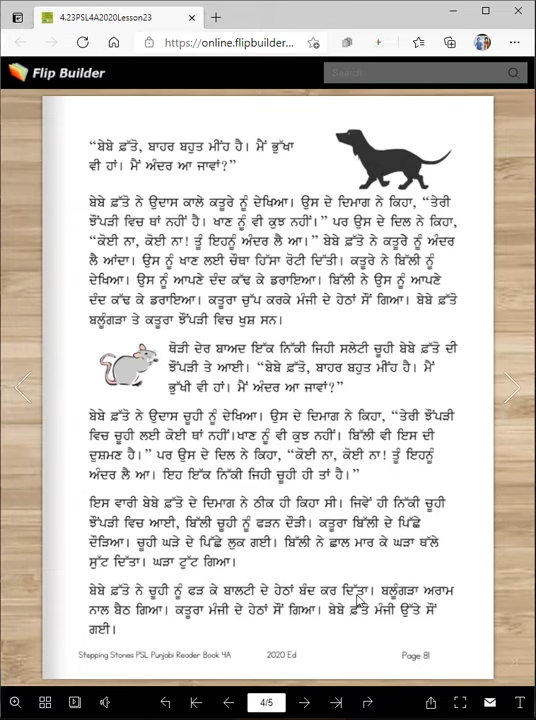 4.23PSL4A2020Lesson23
https://online.flipbuilder...
Flip Builder
Search
“ਬੇਬੇ ਫ਼ੱਤੋ, ਬਾਹਰ ਬਹੁਤ ਮੀਂਹ ਹੈ। ਮੈਂ ਭੁੱਖਾ
ਵੀ ਹਾਂ। ਮੈਂ ਅੰਦਰ ਆ ਜਾਵਾਂ?”
ਬੇਬੇ ਫ਼ੱਤੋ ਨੇ ਉਦਾਸ ਕਾਲੇ ਕਤੂਰੇ ਨੂੰ ਦੇਖਿਆ। ਉਸ ਦੇ ਦਿਮਾਗ ਨੇ ਕਿਹਾ, “ਤੇਰੀ
ਝੌਂਪੜੀ ਵਿਚ ਥਾਂ ਨਹੀਂ ਹੈ। ਖਾਣ ਨੂੰ ਵੀ ਕੁਝ ਨਹੀਂ।” ਪਰ ਉਸ ਦੇ ਦਿਲ ਨੇ ਕਿਹਾ,
“ਕੋਈ ਨਾ, ਕੋਈ ਨਾ! ਤੂੰ ਇਹਨੂੰ ਅੰਦਰ ਲੈ ਆ।” ਬੇਬੇ ਫ਼ੱਤੋ ਨੇ ਕਤੂਰੇ ਨੂੰ ਅੰਦਰ
ਲੈ ਆਂਦਾ। ਉਸ ਨੂੰ ਖਾਣ ਲਈ ਚੌਥਾ ਹਿੱਸਾ ਰੋਟੀ ਦਿੱਤੀ। ਕਤੂਰੇ ਨੇ ਬਿੱਲੀ ਨੂੰ
ਦੇਖਿਆ। ਉਸ ਨੂੰ ਆਪਣੇ ਦੰਦ ਕੱਢ ਕੇ ਡਰਾਇਆ। ਬਿੱਲੀ ਨੇ ਉਸ ਨੂੰ ਆਪਣੇ
ਦੰਦ ਕੱਢ ਕੇ ਡਰਾਇਆ। ਕਤੂਰਾ ਚੁੱਪ ਕਰਕੇ ਮੰਜੀ ਦੇ ਹੇਠਾਂ ਸੌਂ ਗਿਆ। ਬੇਬੇ ਫ਼ੱਤੋ
ਬਲੂੰਗੜਾ ਤੇ ਕਤੂਰਾ ਝੌਂਪੜੀ ਵਿਚ ਖੁਸ਼ ਸਨ।
ਥੋੜੀ ਦੇਰ ਬਾਅਦ ਇੱਕ ਨਿੱਕੀ ਜਿਹੀ ਸਲੇਟੀ ਚੂਹੀ ਬੇਬੇ ਫ਼ੱਤੋ ਦੀ
ਝੌਂਪੜੀ ਤੇ ਆਈ। “ਬੇਬੇ ਫ਼ੱਤੋ, ਬਾਹਰ ਬਹੁਤ ਮੀਂਹ ਹੈ। ਮੈਂ
ਭੁੱਖੀ ਵੀ ਹਾਂ। ਮੈਂ ਅੰਦਰ ਆ ਜਾਵਾਂ?”
ਬੇਬੇ ਫ਼ੱਤੋ ਨੇ ਉਦਾਸ ਚੂਹੀ ਨੂੰ ਦੇਖਿਆ। ਉਸ ਦੇ ਦਿਮਾਗ ਨੇ ਕਿਹਾ, “ਤੇਰੀ ਝੌਂਪੜੀ
ਵਿਚ ਚੂਹੀ ਲਈ ਕੋਈ ਥਾਂ ਨਹੀਂ।ਖਾਣ ਨੂੰ ਵੀ ਕੁਝ ਨਹੀਂ। ਬਿੱਲੀ ਵੀ ਇਸ ਦੀ
ਦੁਸ਼ਮਣ ਹੈ।” ਪਰ ਉਸ ਦੇ ਦਿਲ ਨੇ ਕਿਹਾ, “ਕੋਈ ਨਾ, ਕੋਈ ਨਾ! ਤੂੰ ਇਹਨੂੰ
ਅੰਦਰ ਲੈ ਆ। ਇਹ ਇੱਕ ਨਿੱਕੀ ਜਿਹੀ ਚੂਹੀ ਹੀ ਤਾਂ ਹੈ।”
ਇਸ ਵਾਰੀ ਬੇਬੇ ਫ਼ੱਤੋ ਦੇ ਦਿਮਾਗ ਨੇ ਠੀਕ ਹੀ ਕਿਹਾ ਸੀ। ਜਿਵੇਂ ਹੀ ਨਿੱਕੀ ਚੂਹੀ
ਝੌਂਪੜੀ ਵਿਚ ਆਈ, ਬਿੱਲੀ ਚੂਹੀ ਨੂੰ ਫੜਨ ਦੌੜੀ। ਕਤੂਰਾ ਬਿੱਲੀ ਦੇ ਪਿੱਛੇ
ਦੌੜਿਆ। ਚੂਹੀ ਘੜੇ ਦੇ ਪਿੱਛੇ ਲੁਕ ਗਈ। ਬਿੱਲੀ ਨੇ ਛਾਲ ਮਾਰ ਕੇ ਘੜਾ ਥੱਲੇ
ਸੁੱਟ ਦਿੱਤਾ। ਘੜਾ ਟੁੱਟ ਗਿਆ।
ਬੇਬੇ ਫ਼ੱਤੋ ਨੇ ਚੂਹੀ ਨੂੰ ਫੜ ਕੇ ਬਾਲਟੀ ਦੇ ਹੇਠਾਂ ਬੰਦ ਕਰ ਦਿੱਤਾ। ਬਲੂੰਗੜਾ ਅਰਾਮ
ਨਾਲ ਬੈਠ ਗਿਆ। ਕਤੂਰਾ ਮੰਜੀ ਦੇ ਹੇਠਾਂ ਸੌਂ ਗਿਆ। ਬੇਬੇ ਫ਼ੱਤੋ ਮੰਜੀ ਉੱਤੇ ਸੌਂ
ਗਈ।
Stepping Stones PSL Punjabi Reader Book 4A 2020 Ed Page 81
4/5